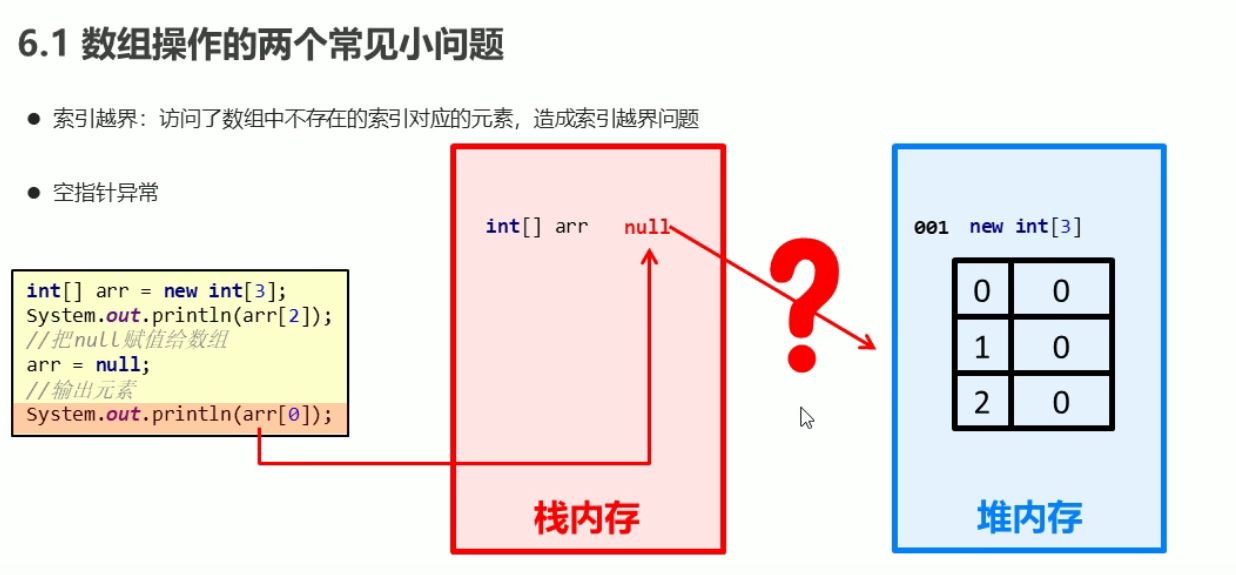 6.1 数组操作的两个常见小问题
● 索引越界：访问了数组中不存在的索引对应的元素，造成索引越界问题
● 空指针异常
int[] arr = new int[3];
System.out.println(arr[2]);
//把null赋值给数组
arr = null;
//输出元素
System.out.println(arr[0]);
int[] arr null
栈内存
?
001 new int[3]
0 0
1 0
2 0
堆内存